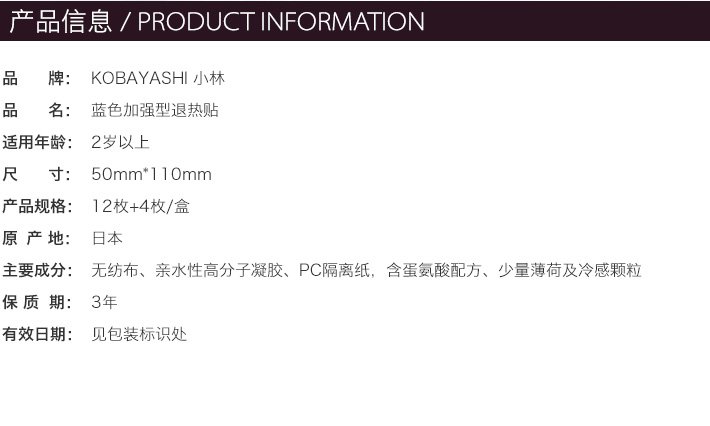 产品信息 / PRODUCT INFORMATION
品 牌： KOBAYASHI 小林
品 名： 蓝色加强型退热贴
适用年龄： 2岁以上
尺 寸： 50mm*110mm
产品规格： 12枚+4枚/盒
原 产 地： 日本
主要成分： 无纺布、亲水性高分子凝胶、PC隔离纸，含蛋氨酸配方、少量薄荷及冷感颗粒
保 质 期： 3年
有效日期： 见包装标识处